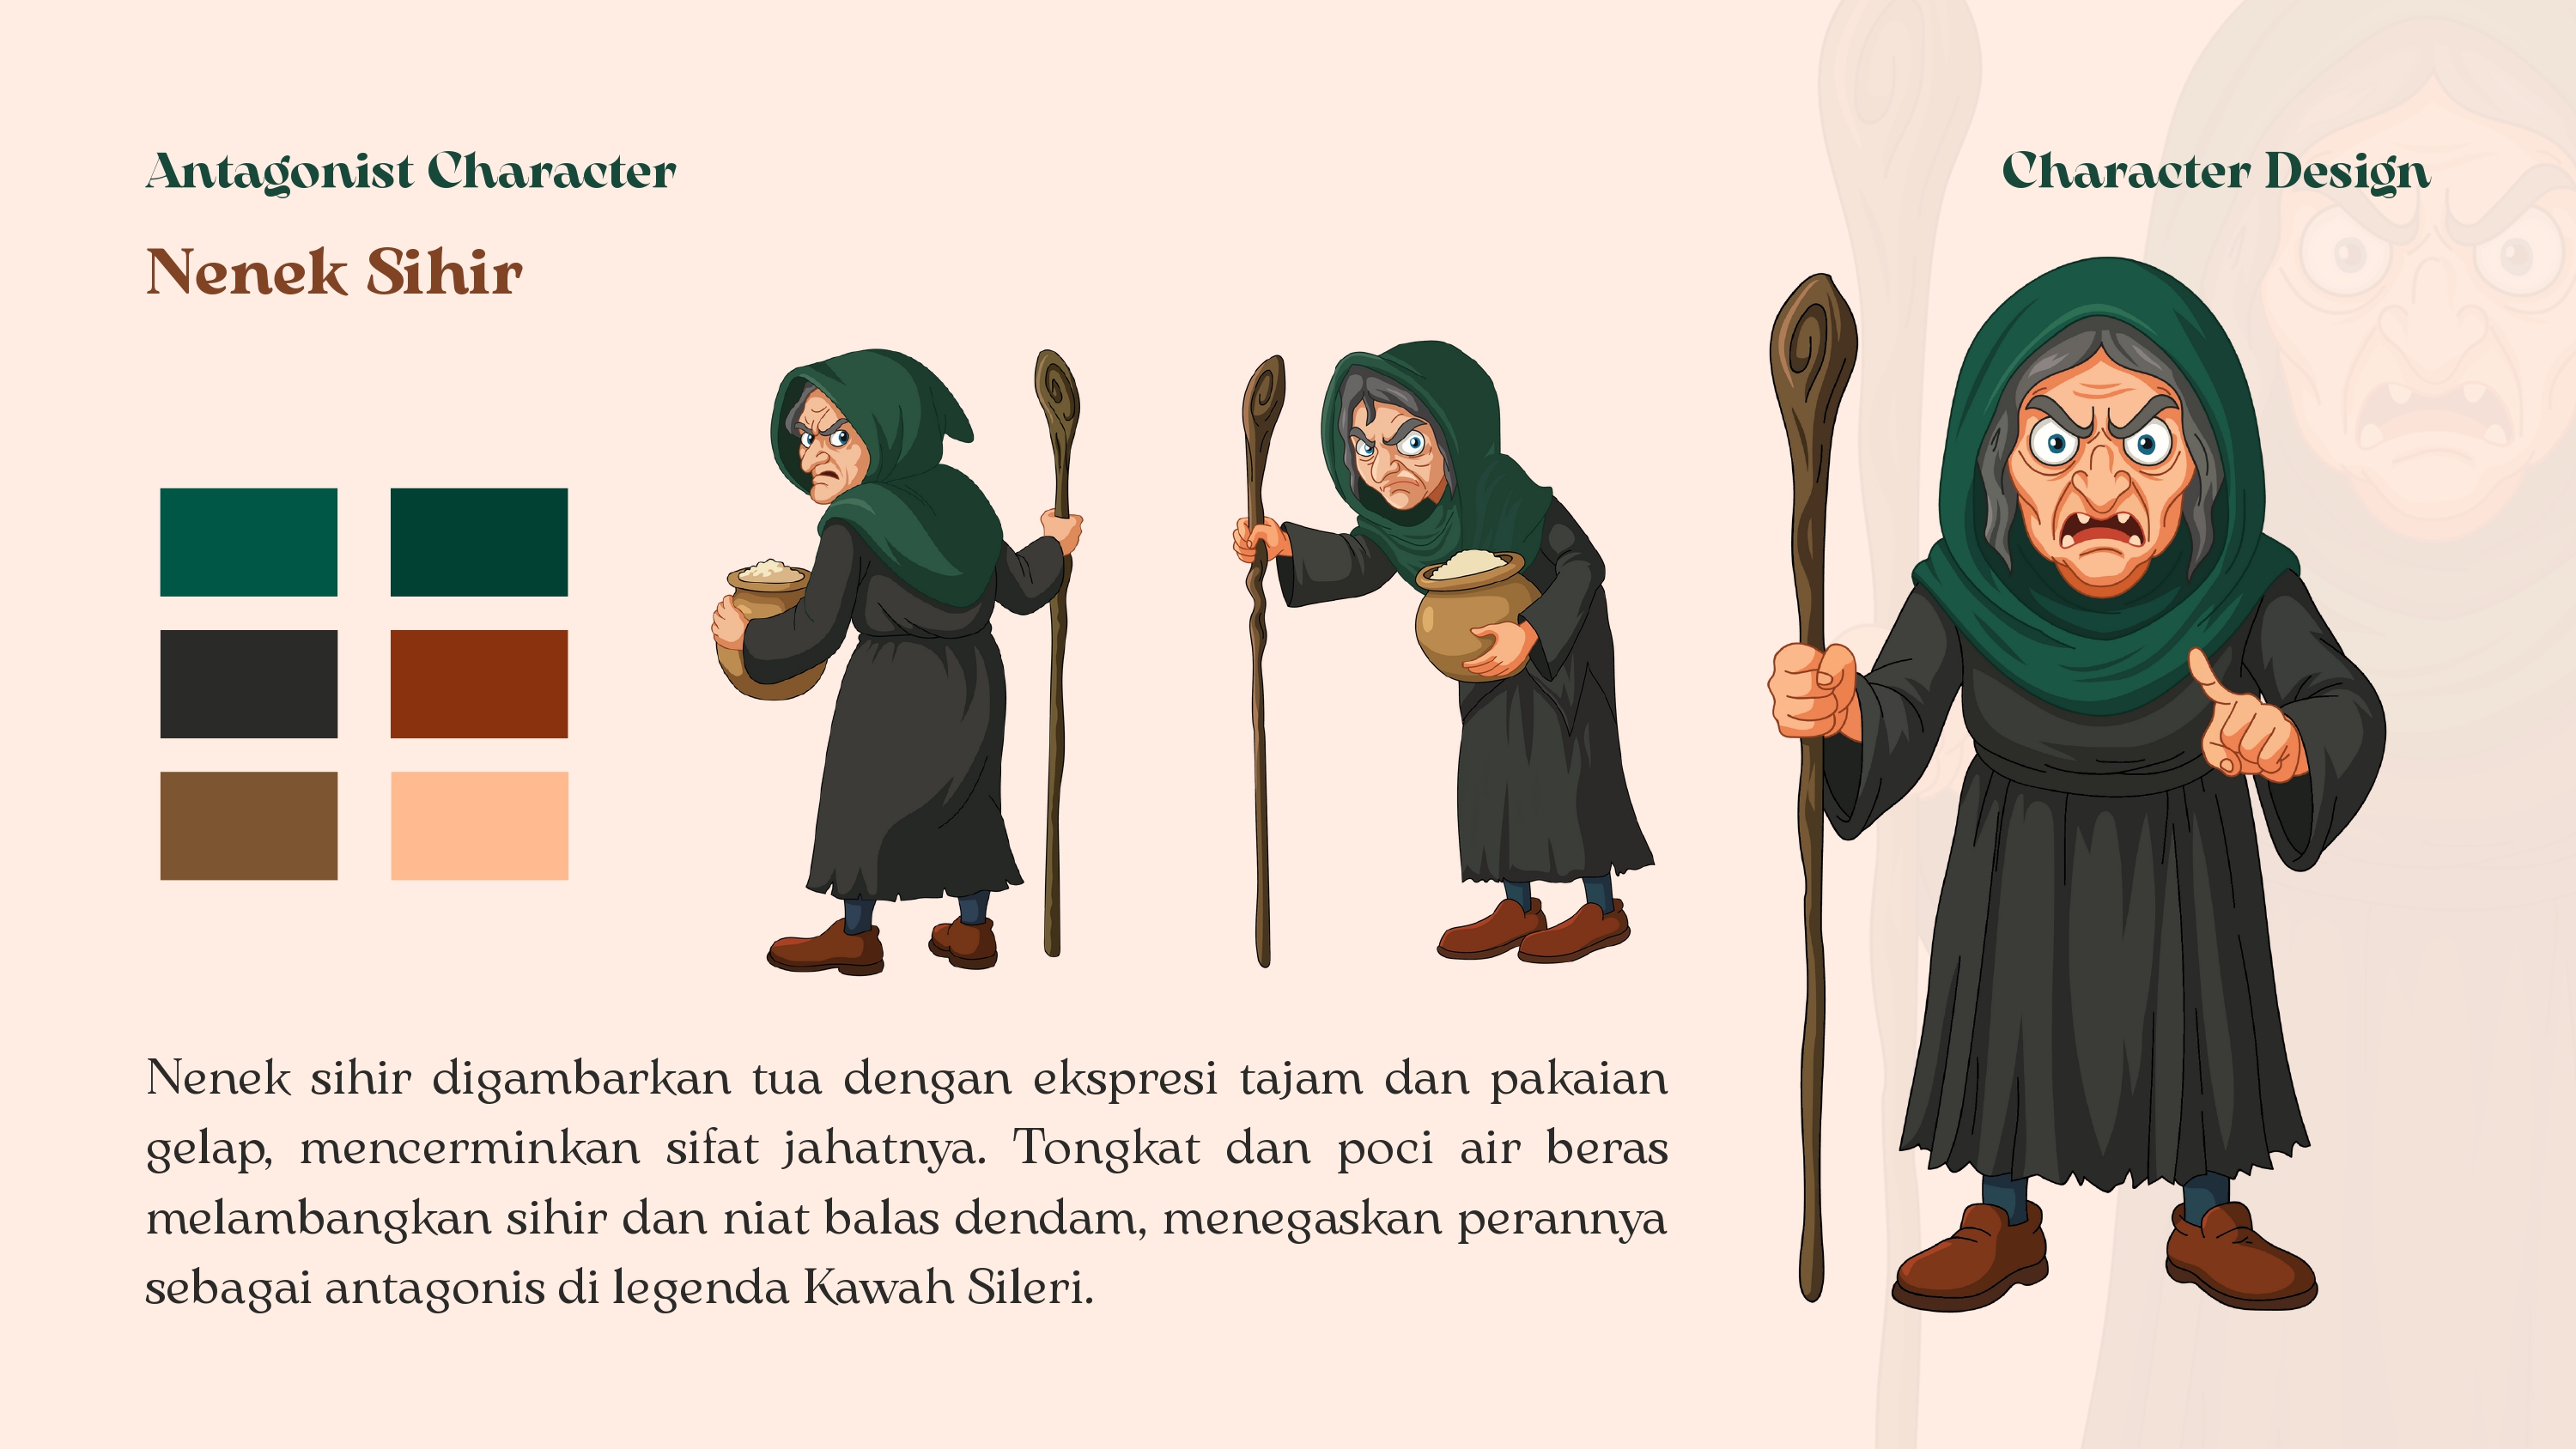 Antagonist Character
Character Design
Nenek Sihir
Nenek sihir digambarkan tua dengan ekspresi tajam dan pakaian
gelap, mencerminkan sifat jahatnya. Tongkat dan poci air beras
melambangkan sihir dan niat balas dendam, menegaskan perannya
sebagai antagonis di legenda Kawah Sileri.